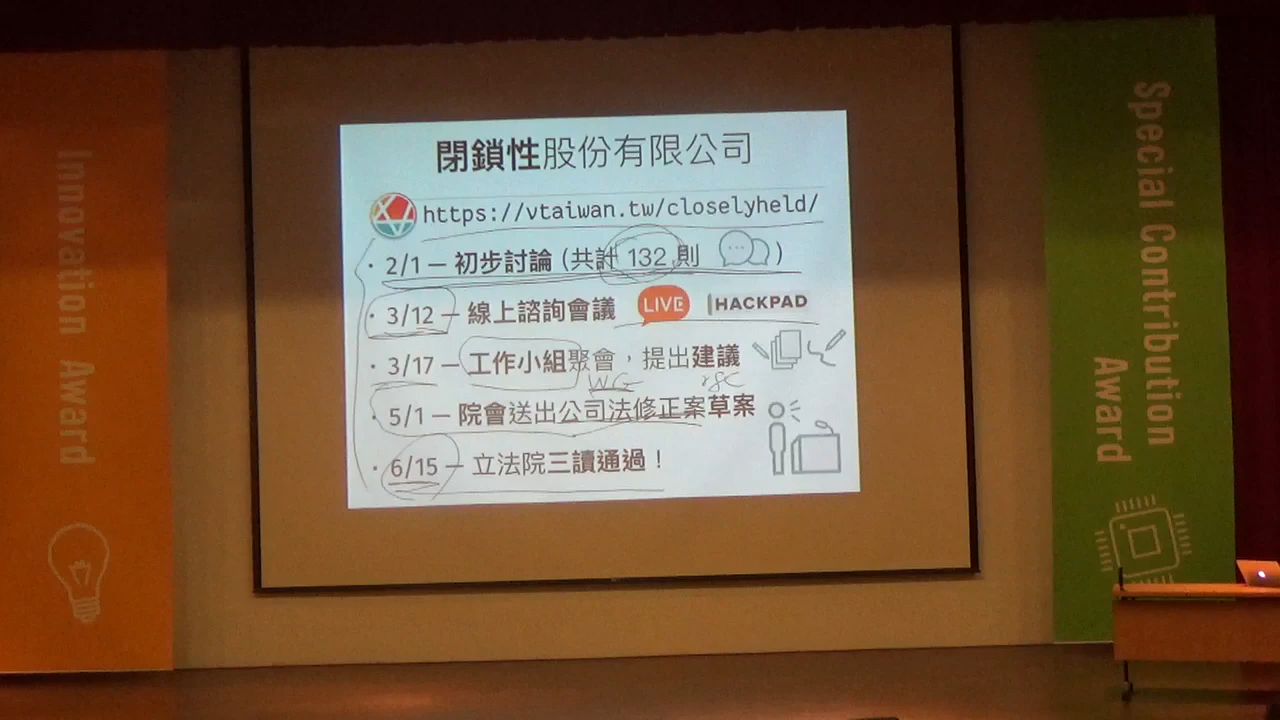 Innovation Award
閉鎖性股份有限公司
https://vtaiwan.tw/closelyheld/
· 2/1 — 初步討論 (共計 132 則 )
· 3/12 — 線上諮詢會議 LIVE HACKPAD
· 3/17 — 工作小組聚會，提出建議
WG
· 5/1 — 院會送出公司法修正案草案
· 6/15 — 立法院三讀通過！
Special Contribution
Award